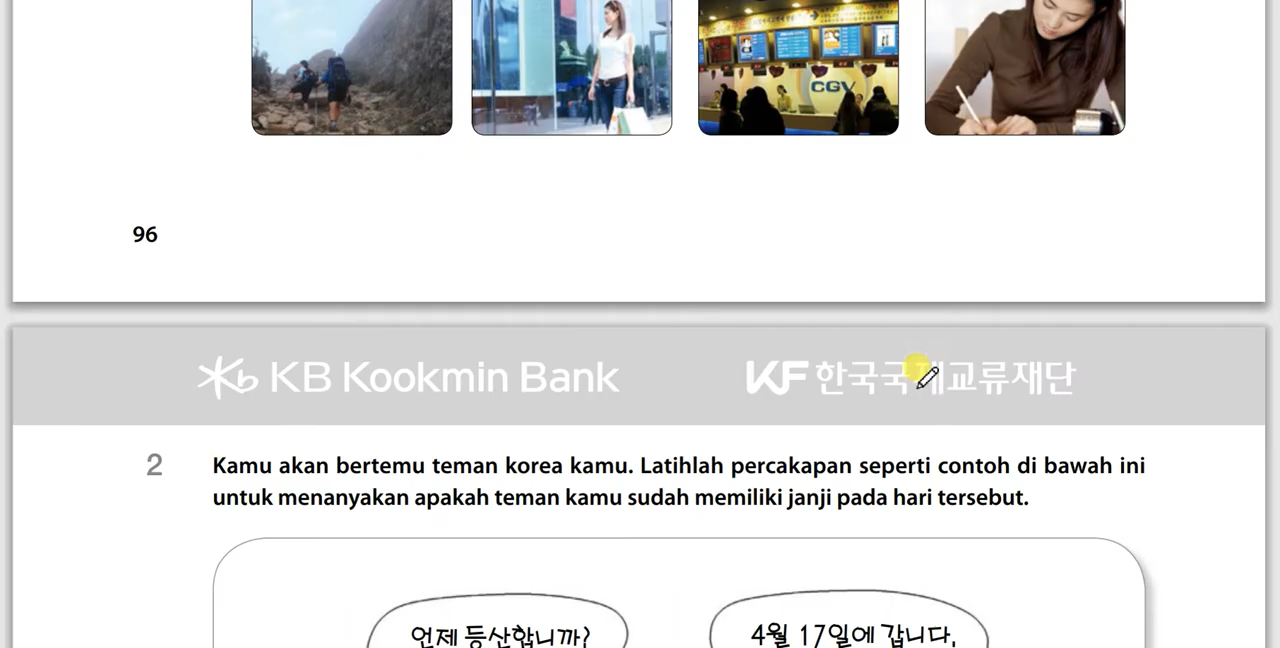 CGV
96
KB Kookmin Bank
KF 한국국제교류재단
2
Kamu akan bertemu teman korea kamu. Latihlah percakapan seperti contoh di bawah ini
untuk menanyakan apakah teman kamu sudah memiliki janji pada hari tersebut.
언제 등산합니까?
4월 17일에 갑니다.